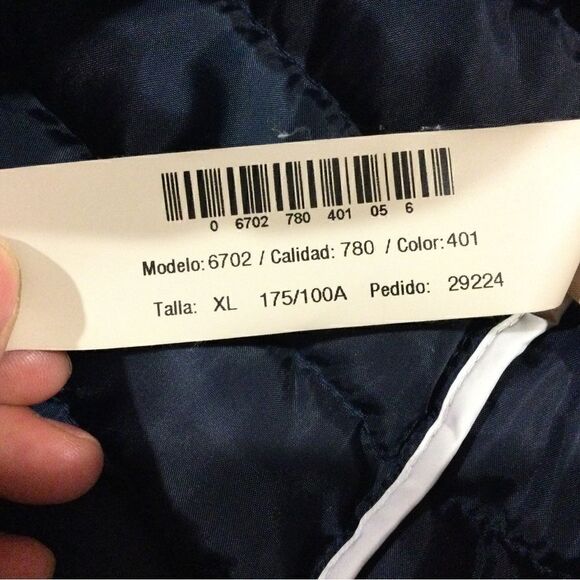 0 6702 780 401 05 6
Modelo: 6702 / Calidad: 780 / Color: 401
Talla: XL 175/100A Pedido: 29224